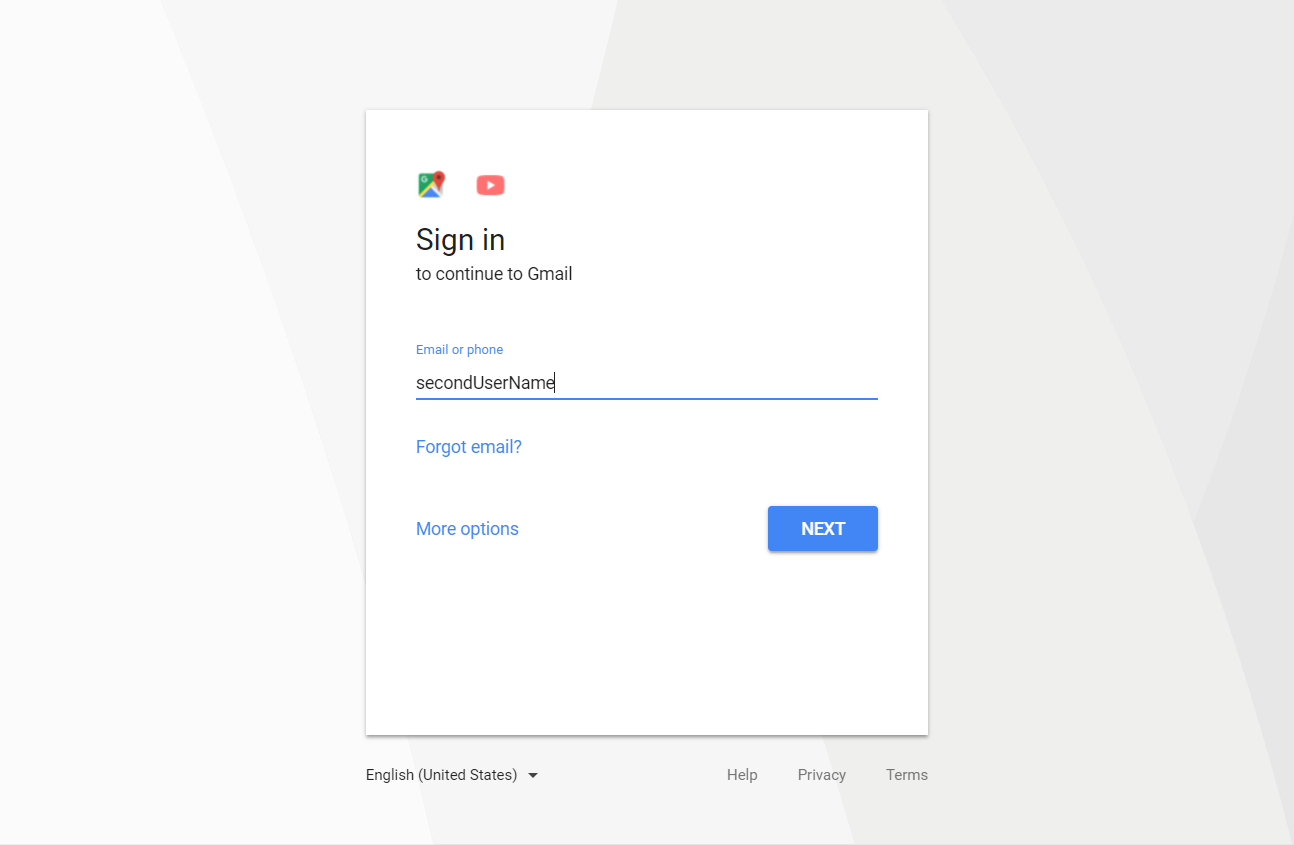 Sign in
to continue to Gmail
Email or phone
secondUserName
Forgot email?
More options
NEXT
English (United States)
Help
Privacy
Terms